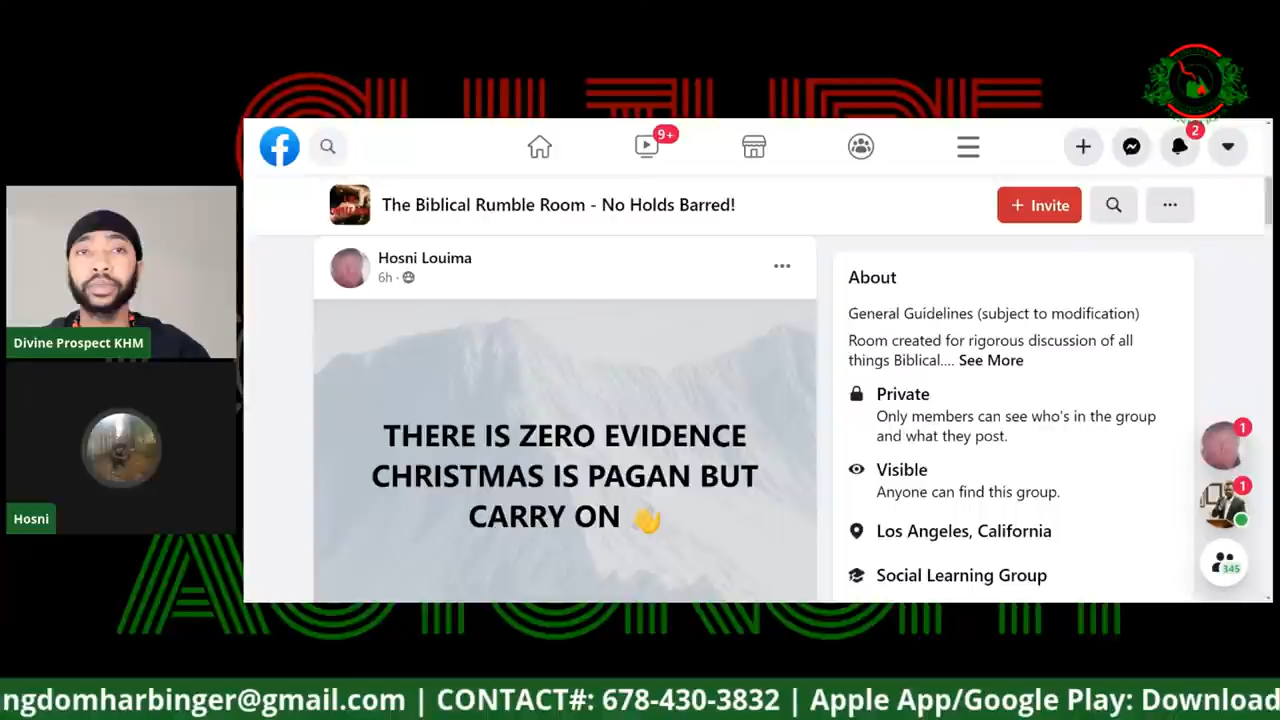 9+
2
The Biblical Rumble Room - No Holds Barred!
+ Invite
Hosni Louima
6h ·
THERE IS ZERO EVIDENCE
CHRISTMAS IS PAGAN BUT
CARRY ON 👋
About
General Guidelines (subject to modification)
Room created for rigorous discussion of all
things Biblical.... See More
Private
Only members can see who's in the group
and what they post.
Visible
Anyone can find this group.
Los Angeles, California
Social Learning Group
1
1
345
Divine Prospect KHM
Hosni
ngdomharbinger@gmail.com | CONTACT#: 678-430-3832 | Apple App/Google Play: Download